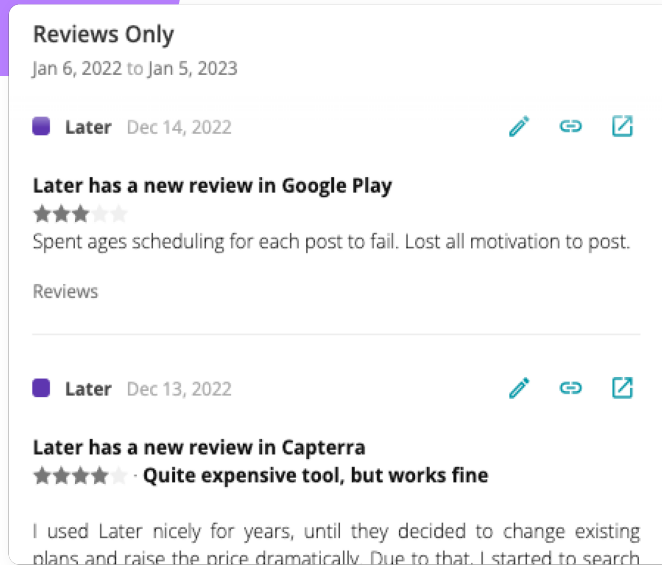 Reviews Only
Jan 6, 2022 to Jan 5, 2023
Later Dec 14, 2022
Later has a new review in Google Play
Spent ages scheduling for each post to fail. Lost all motivation to post.
Reviews
Later Dec 13, 2022
Later has a new review in Capterra
· Quite expensive tool, but works fine
I used Later nicely for years, until they decided to change existing
plans and raise the price dramatically. Due to that, I started to search